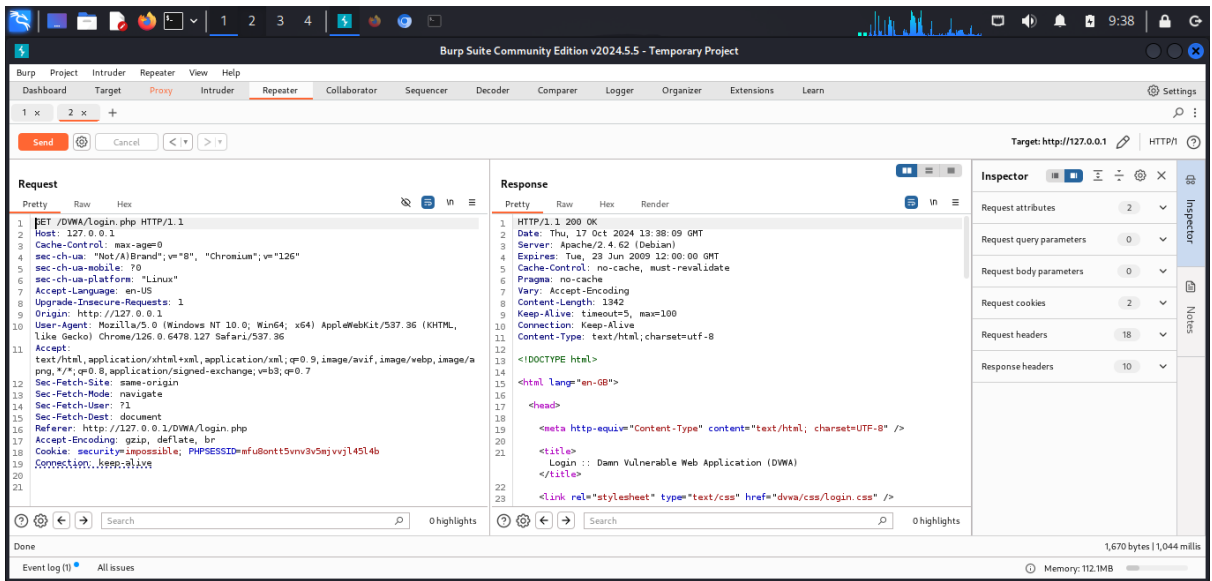 1 2 3 4 9:38
Burp Suite Community Edition v2024.5.5 - Temporary Project
Burp Project Intruder Repeater View Help
Dashboard Target Proxy Intruder Repeater Collaborator Sequencer Decoder Comparer Logger Organizer Extensions Learn Settings
1 × 2 × +
Send Cancel < > Target: http://127.0.0.1 HTTP/1
Request
Pretty Raw Hex \n
1 GET /DVWA/login.php HTTP/1.1
2 Host: 127.0.0.1
3 Cache-Control: max-age=0
4 sec-ch-ua: "Not/A)Brand";v="8", "Chromium";v="126"
5 sec-ch-ua-mobile: ?0
6 sec-ch-ua-platform: "Linux"
7 Accept-Language: en-US
8 Upgrade-Insecure-Requests: 1
9 Origin: http://127.0.0.1
10 User-Agent: Mozilla/5.0 (Windows NT 10.0; Win64; x64) AppleWebKit/537.36 (KHTML,
like Gecko) Chrome/126.0.6478.127 Safari/537.36
11 Accept:
text/html,application/xhtml+xml,application/xml;q=0.9,image/avif,image/webp,image/a
png,*/*;q=0.8,application/signed-exchange;v=b3;q=0.7
12 Sec-Fetch-Site: same-origin
13 Sec-Fetch-Mode: navigate
14 Sec-Fetch-User: ?1
15 Sec-Fetch-Dest: document
16 Referer: http://127.0.0.1/DVWA/login.php
17 Accept-Encoding: gzip, deflate, br
18 Cookie: security=impossible; PHPSESSID=mfu8ontt5vnv3v5mjvvjl45l4b
19 Connection: keep-alive
20
21
Search 0 highlights
Response
Pretty Raw Hex Render \n
1 HTTP/1.1 200 OK
2 Date: Thu, 17 Oct 2024 13:38:09 GMT
3 Server: Apache/2.4.62 (Debian)
4 Expires: Tue, 23 Jun 2009 12:00:00 GMT
5 Cache-Control: no-cache, must-revalidate
6 Pragma: no-cache
7 Vary: Accept-Encoding
8 Content-Length: 1342
9 Keep-Alive: timeout=5, max=100
10 Connection: Keep-Alive
11 Content-Type: text/html;charset=utf-8
12
13 <!DOCTYPE html>
14
15 <html lang="en-GB">
16
17 <head>
18
19 <meta http-equiv="Content-Type" content="text/html; charset=UTF-8" />
20
21 <title>
Login :: Damn Vulnerable Web Application (DVWA)
</title>
22
23 <link rel="stylesheet" type="text/css" href="dvwa/css/login.css" />
Search 0 highlights
Inspector
Request attributes 2
Request query parameters 0
Request body parameters 0
Request cookies 2
Request headers 18
Response headers 10
Inspector
Notes
Done 1,670 bytes | 1,044 millis
Event log (1) All issues Memory: 112.1MB